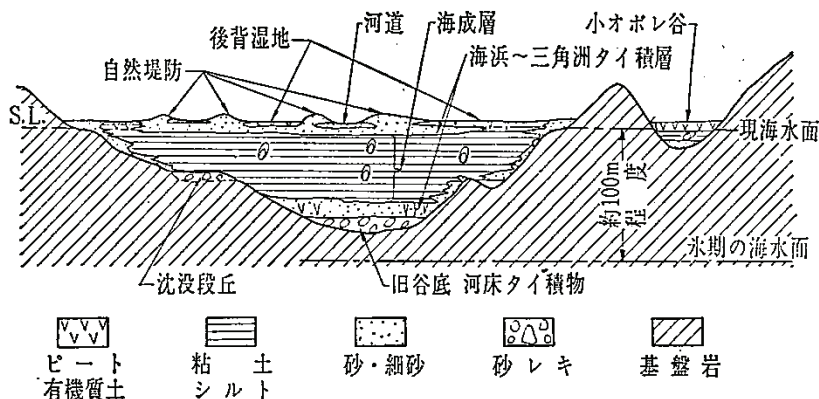 小オボレ谷
海成層
河道
後背湿地
海浜～三角洲タイ積層
自然堤防
S.L.
現海水面
約100m程度
氷期の海水面
沈没段丘
旧谷底 河床タイ積物
ピート
有機質土
粘土
シルト
砂・細砂
砂レキ
基盤岩